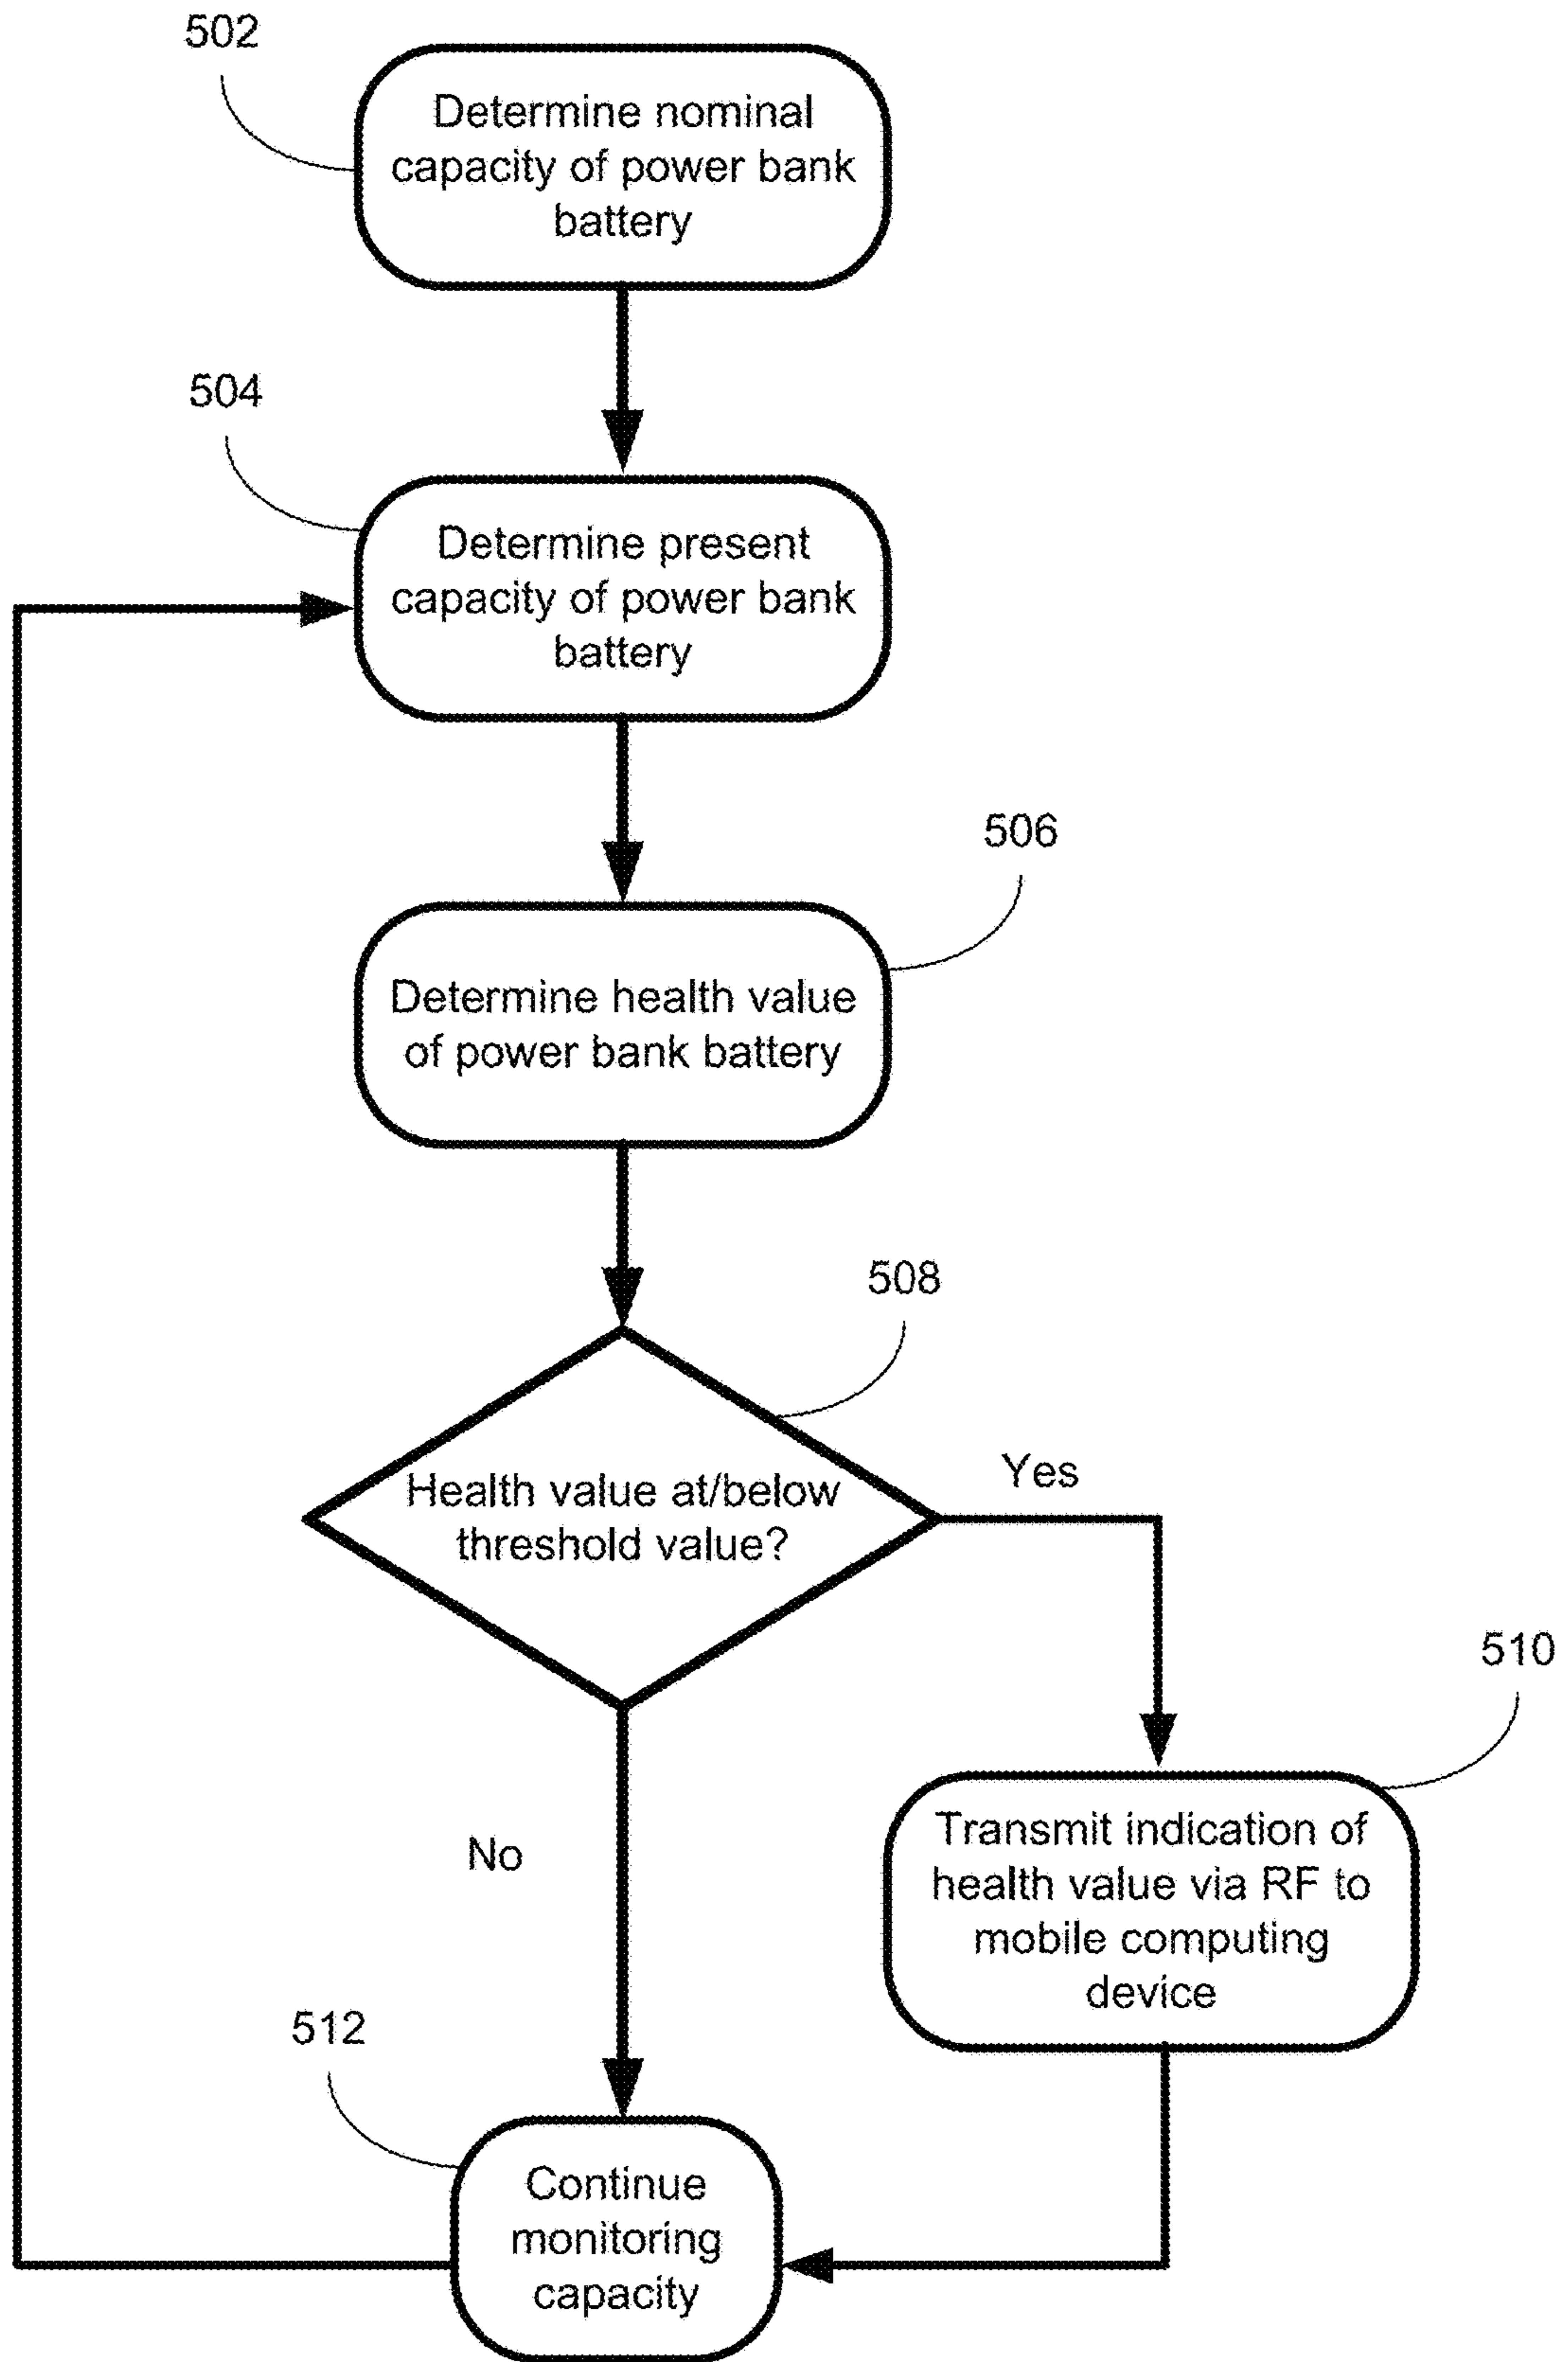 502
Determine nominal
capacity of power bank
battery
504
Determine present
capacity of power bank
battery
506
Determine health value
of power bank battery
508
Health value at/below
threshold value?
Yes
510
Transmit indication of
health value via RF to
mobile computing
device
No
512
Continue
monitoring
capacity